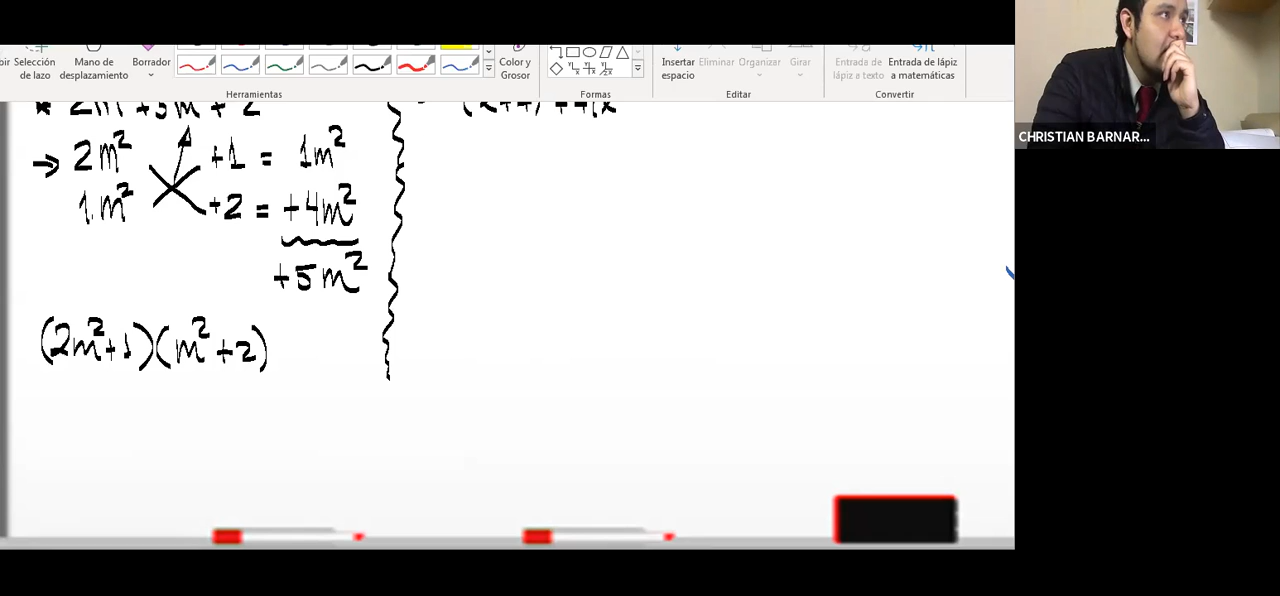 Selección de lazo
Mano de desplazamiento
Borrador
Color y Grosor
Insertar espacio
Eliminar
Organizar
Girar
Entrada de lápiz a texto
Entrada de lápiz a matemáticas
Herramientas
Formas
Editar
Convertir
CHRISTIAN BARNAR...
⇒ 2m² +1 = 1m²
1m² +2 = +4m²
+5m²
(2m²+1)(m²+2)